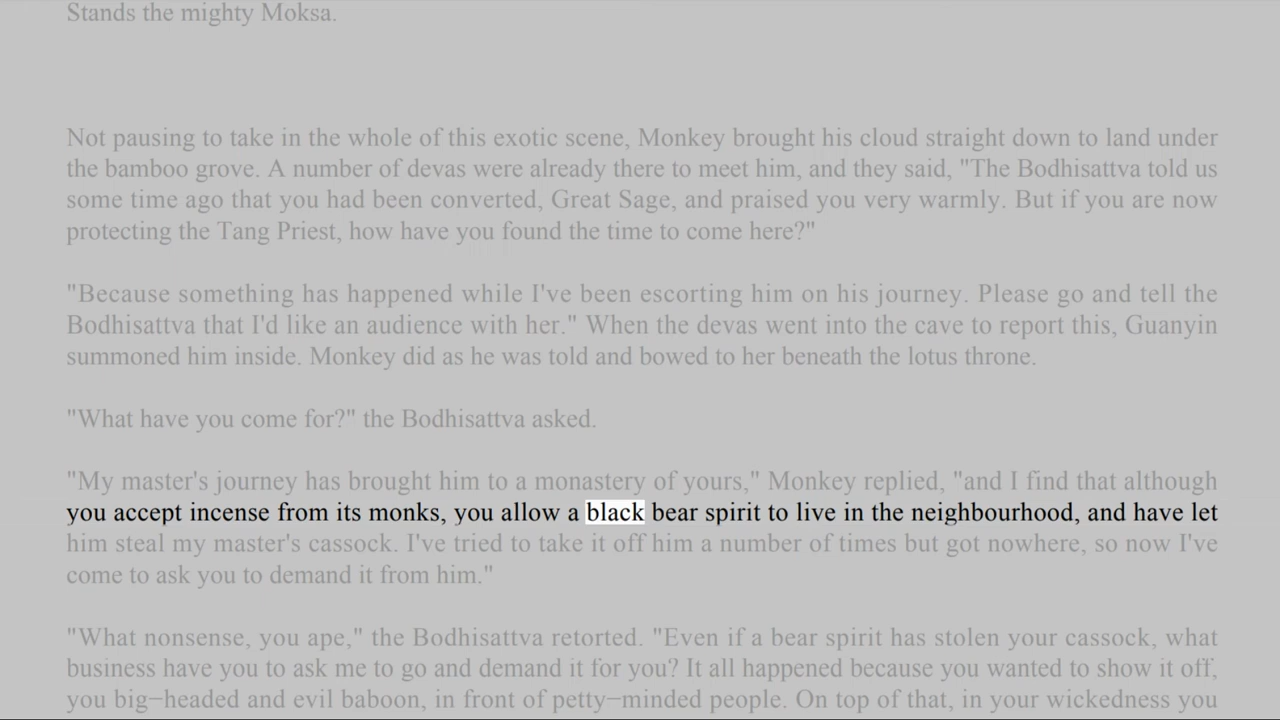 Stands the mighty Moksa.
Not pausing to take in the whole of this exotic scene, Monkey brought his cloud straight down to land under
the bamboo grove. A number of devas were already there to meet him, and they said, "The Bodhisattva told us
some time ago that you had been converted, Great Sage, and praised you very warmly. But if you are now
protecting the Tang Priest, how have you found the time to come here?"
"Because something has happened while I've been escorting him on his journey. Please go and tell the
Bodhisattva that I'd like an audience with her." When the devas went into the cave to report this, Guanyin
summoned him inside. Monkey did as he was told and bowed to her beneath the lotus throne.
"What have you come for?" the Bodhisattva asked.
"My master's journey has brought him to a monastery of yours," Monkey replied, "and I find that although
you accept incense from its monks, you allow a black bear spirit to live in the neighbourhood, and have let
him steal my master's cassock. I've tried to take it off him a number of times but got nowhere, so now I've
come to ask you to demand it from him."
"What nonsense, you ape," the Bodhisattva retorted. "Even if a bear spirit has stolen your cassock, what
business have you to ask me to go and demand it for you? It all happened because you wanted to show it off,
you big−headed and evil baboon, in front of petty−minded people. On top of that, in your wickedness you